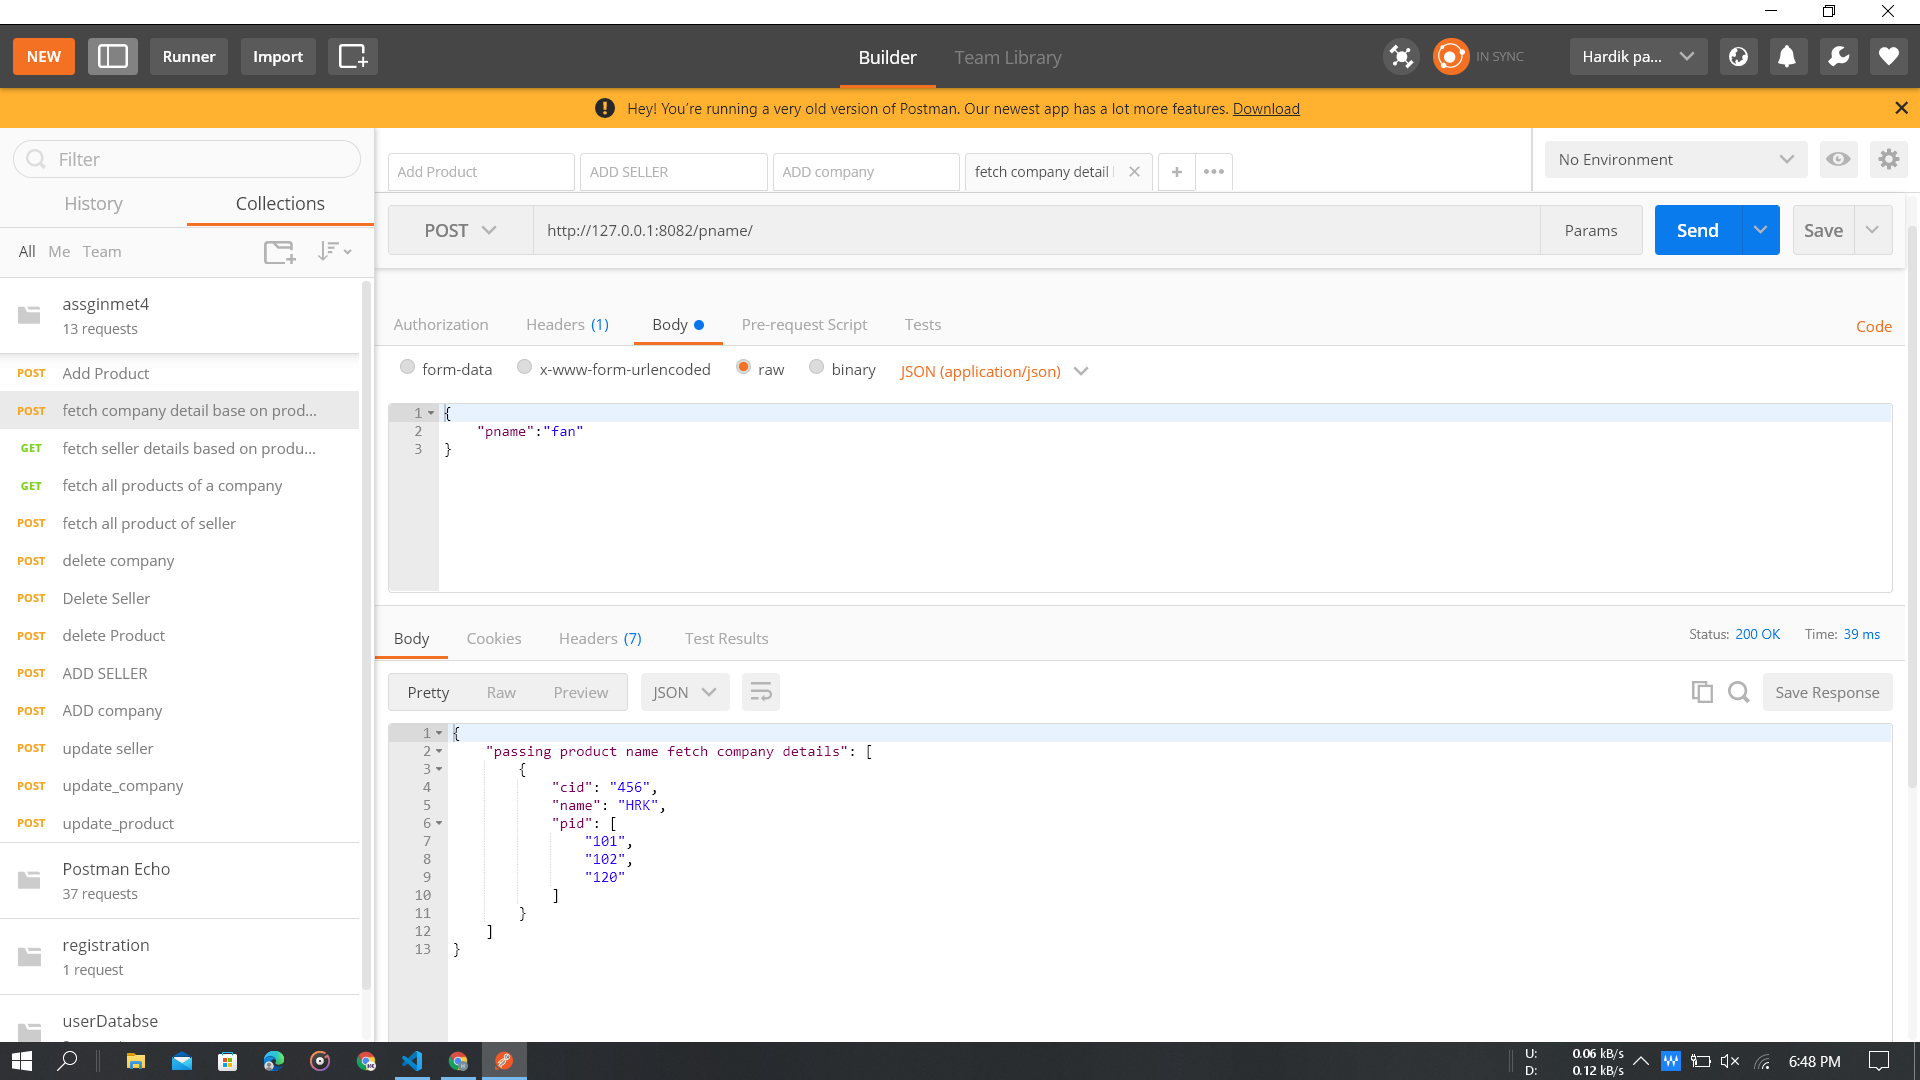 NEW
Runner
Import
Builder
Team Library
IN SYNC
Hardik pa...
Hey! You're running a very old version of Postman. Our newest app has a lot more features. Download
Filter
History
Collections
All Me Team
assginmet4
13 requests
POST Add Product
POST fetch company detail base on prod...
GET fetch seller details based on produ...
GET fetch all products of a company
POST fetch all product of seller
POST delete company
POST Delete Seller
POST delete Product
POST ADD SELLER
POST ADD company
POST update seller
POST update_company
POST update_product
Postman Echo
37 requests
registration
1 request
userDatabse
Add Product
ADD SELLER
ADD company
fetch company detail
No Environment
POST
http://127.0.0.1:8082/pname/
Params
Send
Save
Authorization
Headers (1)
Body
Pre-request Script
Tests
Code
form-data
x-www-form-urlencoded
raw
binary
JSON (application/json)
1 {
2 "pname":"fan"
3 }
Body
Cookies
Headers (7)
Test Results
Status: 200 OK
Time: 39 ms
Pretty
Raw
Preview
JSON
Save Response
1 {
2 "passing product name fetch company details": [
3 {
4 "cid": "456",
5 "name": "HRK",
6 "pid": [
7 "101",
8 "102",
9 "120"
10 ]
11 }
12 ]
13 }
U: 0.06 kB/s
D: 0.12 kB/s
6:48 PM